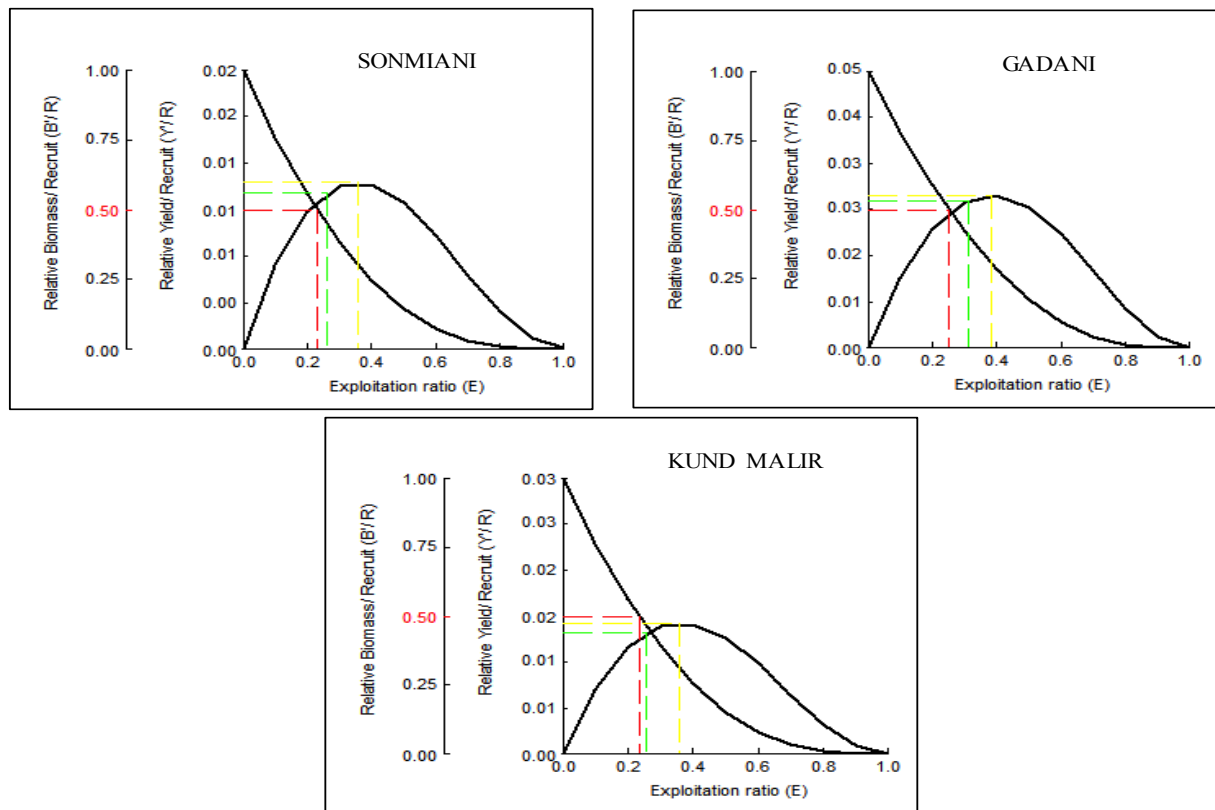 SONMIANI
Relative Biomass/ Recruit (B'/ R)
1.00
0.75
0.50
0.25
0.00
Relative Yield/ Recruit (Y'/ R)
0.02
0.02
0.01
0.01
0.01
0.00
0.00
0.0 0.2 0.4 0.6 0.8 1.0
Exploitation ratio (E)
GADANI
Relative Biomass/ Recruit (B'/ R)
1.00
0.75
0.50
0.25
0.00
Relative Yield/ Recruit (Y'/ R)
0.05
0.04
0.03
0.03
0.02
0.01
0.00
0.0 0.2 0.4 0.6 0.8 1.0
Exploitation ratio (E)
KUND MALIR
Relative Biomass/ Recruit (B'/ R)
1.00
0.75
0.50
0.25
0.00
Relative Yield/ Recruit (Y'/ R)
0.03
0.03
0.02
0.02
0.01
0.01
0.00
0.0 0.2 0.4 0.6 0.8 1.0
Exploitation ratio (E)